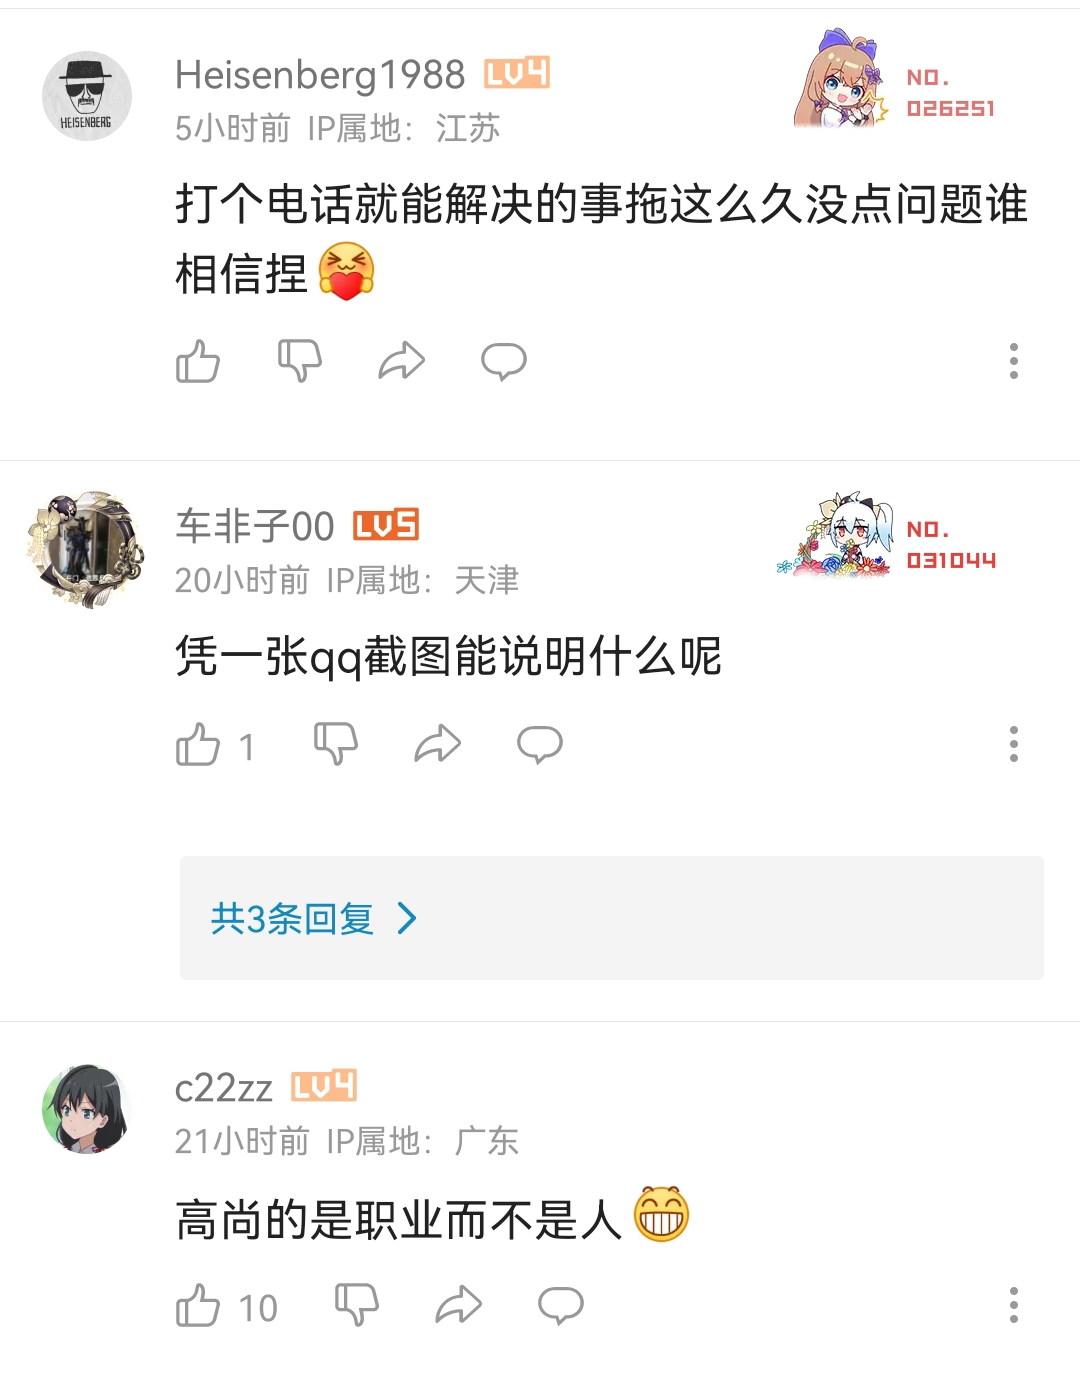 Heisenberg1988 LV4
NO.
026251
HEISENBERG
5小时前 IP属地：江苏
打个电话就能解决的事拖这么久没点问题谁
相信捏
车非子00 LV5
NO.
031044
20小时前 IP属地：天津
凭一张qq截图能说明什么呢
1
共3条回复
c22zz LV4
21小时前 IP属地：广东
高尚的是职业而不是人
10